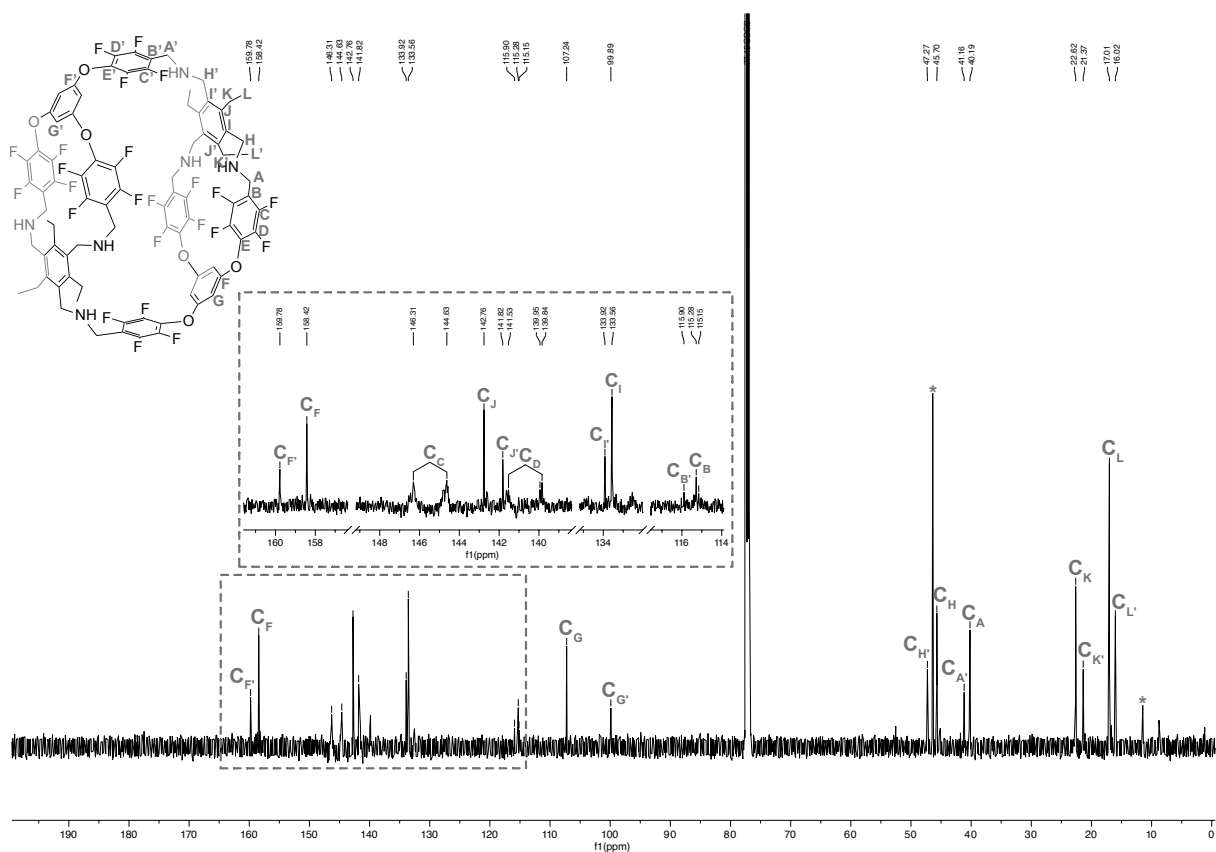 159.78 158.42 146.31 144.63 142.76 141.82 133.92 133.56 115.90 115.28 115.15 107.24 99.89 47.27 45.70 41.16 40.19 22.62 21.37 17.01 16.02
F D' F B' A'
O E' F C' F NH H'
F' I' K L
G' J I
O O H
J' K' L'
NH HN
F F F F A
F F F F F F F B C F
HN NH F F F D F
O E O F
G
NH F F O
F F
159.78 158.42 146.31 144.63 142.76 141.82 141.53 139.95 139.84 133.92 133.56 115.90 115.28 115.15
CF' CF CC CJ CJ' CD CI' CI CB' CB
160 158 148 146 144 142 140 134 116 114
f1(ppm)
CF' CF CG CG' CH' * CH CA' CA CK CK' CL CL' *
190 180 170 160 150 140 130 120 110 100 90 80 70 60 50 40 30 20 10 0
f1(ppm)